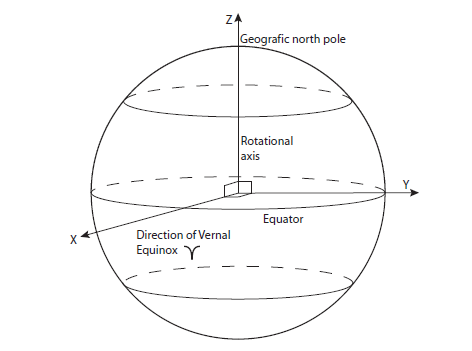 Z
Geografic north pole
Rotational
axis
Y
Equator
X
Direction of Vernal
Equinox ♈︎